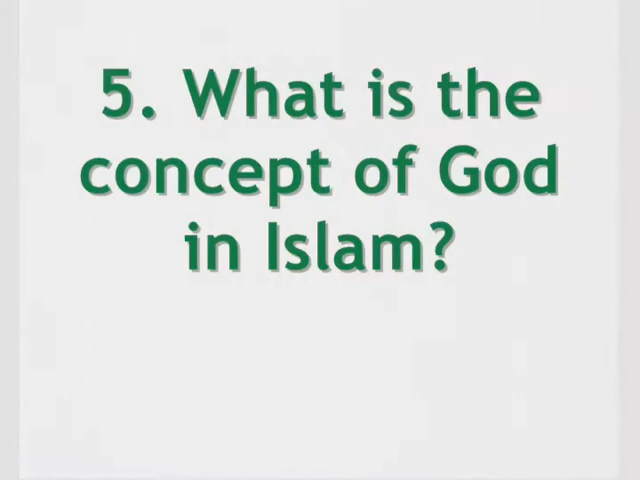 5. What is the
concept of God
in Islam?